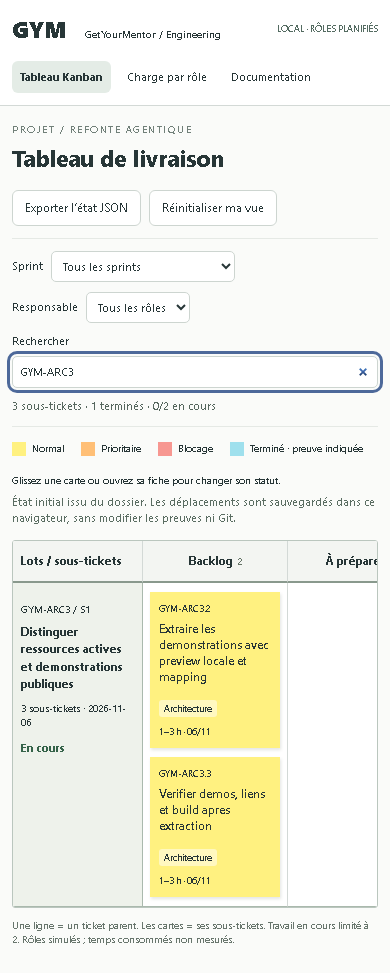 GYM GetYourMentor / Engineering LOCAL · RÔLES PLANIFIÉS
Tableau Kanban Charge par rôle Documentation
PROJET / REFONTE AGENTIQUE
Tableau de livraison
Exporter l'état JSON Réinitialiser ma vue
Sprint Tous les sprints
Responsable Tous les rôles
Rechercher
GYM-ARC3
3 sous-tickets · 1 terminés · 0/2 en cours
Normal Prioritaire Blocage Terminé · preuve indiquée
Glissez une carte ou ouvrez sa fiche pour changer son statut.
État initial issu du dossier. Les déplacements sont sauvegardés dans ce
navigateur, sans modifier les preuves ni Git.
Lots / sous-tickets Backlog 2 À prépare
GYM-ARC3 / S1
Distinguer
ressources actives
et demonstrations
publiques
3 sous-tickets · 2026-11-
06
En cours
GYM-ARC3.2
Extraire les
demonstrations avec
preview locale et
mapping
Architecture
1–3 h · 06/11
GYM-ARC3.3
Verifier demos, liens
et build apres
extraction
Architecture
1–3 h · 06/11
Une ligne = un ticket parent. Les cartes = ses sous-tickets. Travail en cours limité à
2. Rôles simulés ; temps consommés non mesurés.